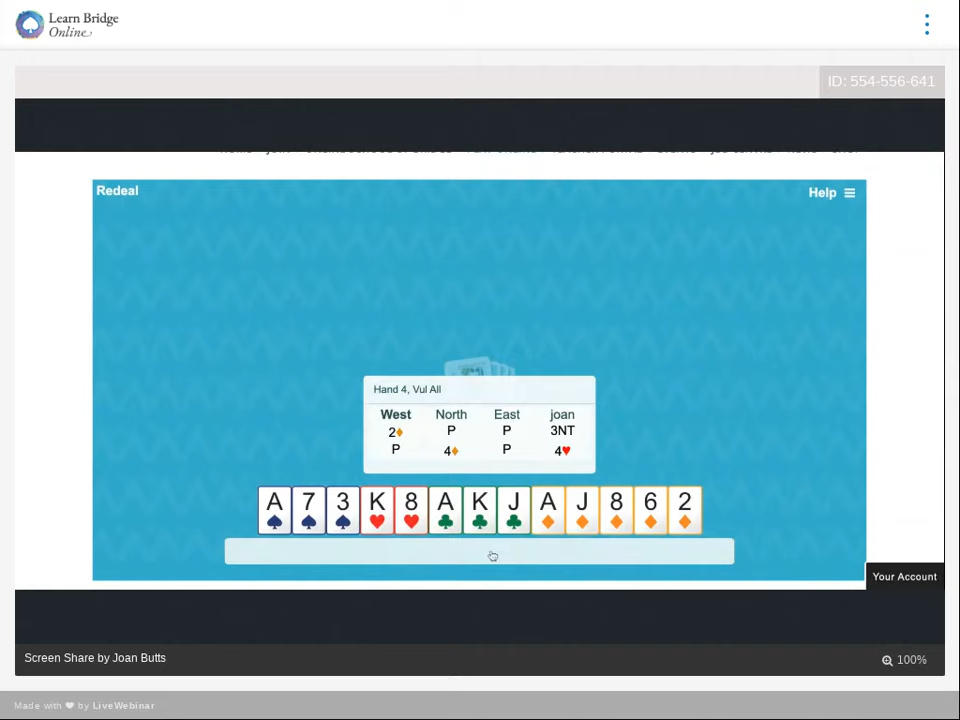 Learn Bridge
Online
ID: 554-556-641
Redeal
Help
Hand 4, Vul All
West North East joan
2♦ P P 3NT
P 4♦ P 4♥
A 7 3 K 8 A K J A J 8 6 2
♠ ♠ ♠ ♥ ♥ ♣ ♣ ♣ ♦ ♦ ♦ ♦ ♦
Your Account
Screen Share by Joan Butts
100%
Made with ♥ by LiveWebinar